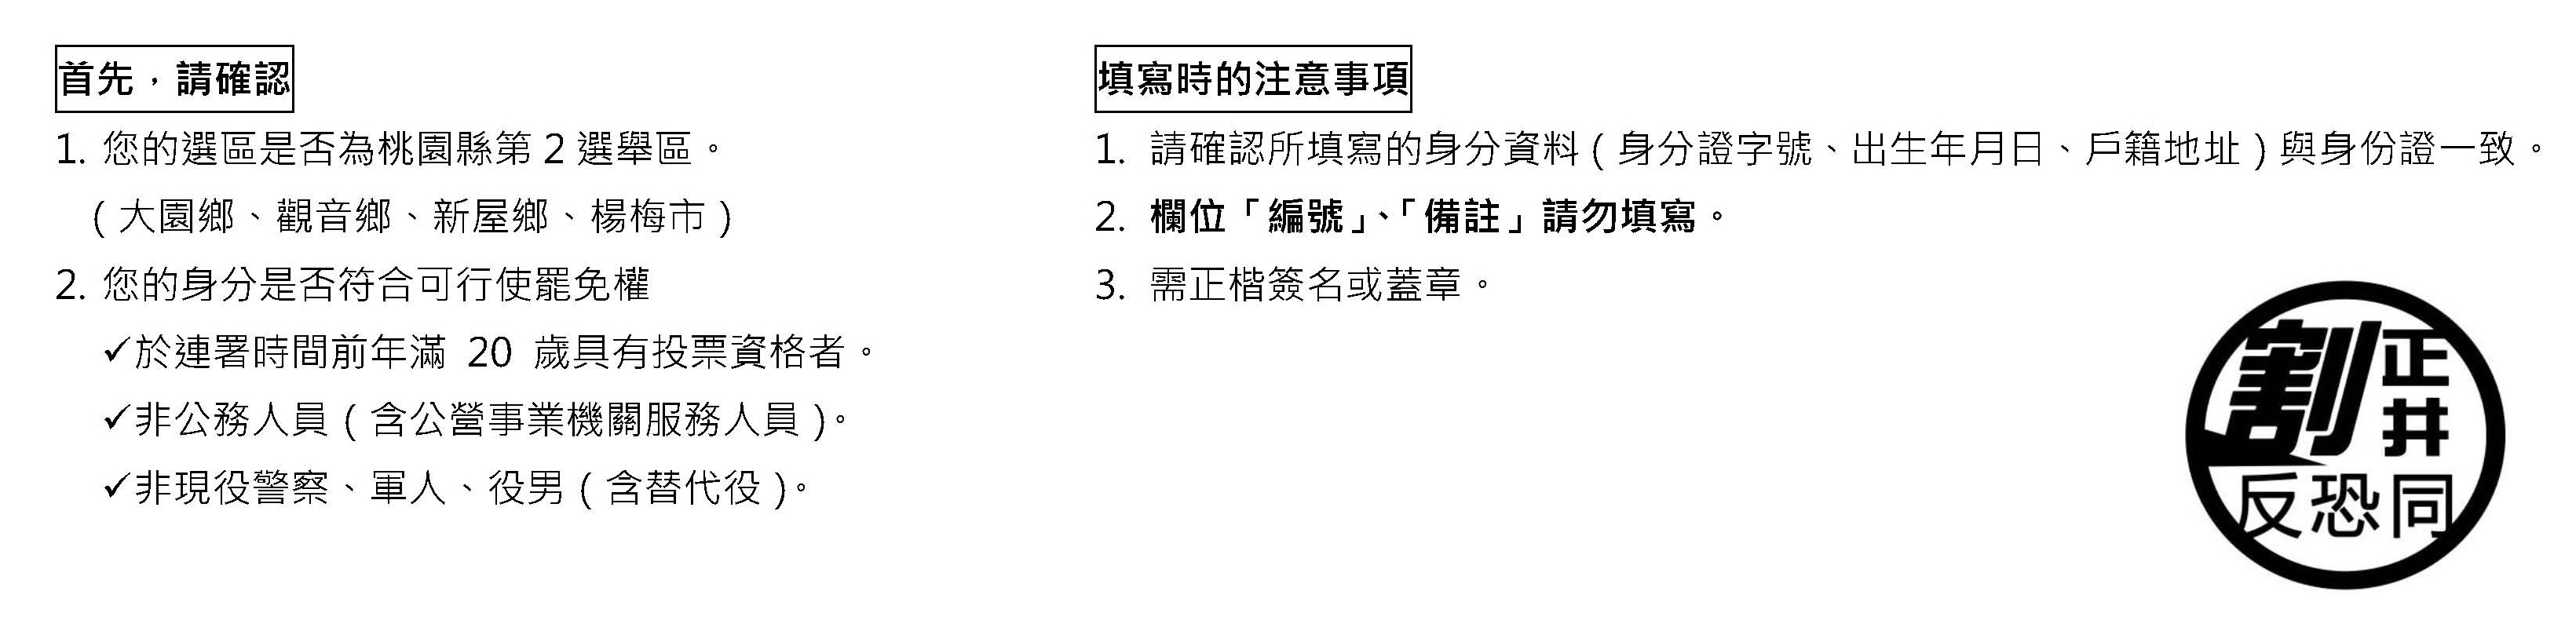 首先，請確認
1. 您的選區是否為桃園縣第 2 選舉區。
（大園鄉、觀音鄉、新屋鄉、楊梅市）
2. 您的身分是否符合可行使罷免權
✓於連署時間前年滿 20 歲具有投票資格者。
✓非公務人員（含公營事業機關服務人員）。
✓非現役警察、軍人、役男（含替代役）。
填寫時的注意事項
1. 請確認所填寫的身分資料（身分證字號、出生年月日、戶籍地址）與身份證一致。
2. 欄位「編號」、「備註」請勿填寫。
3. 需正楷簽名或蓋章。
割正井
反恐同